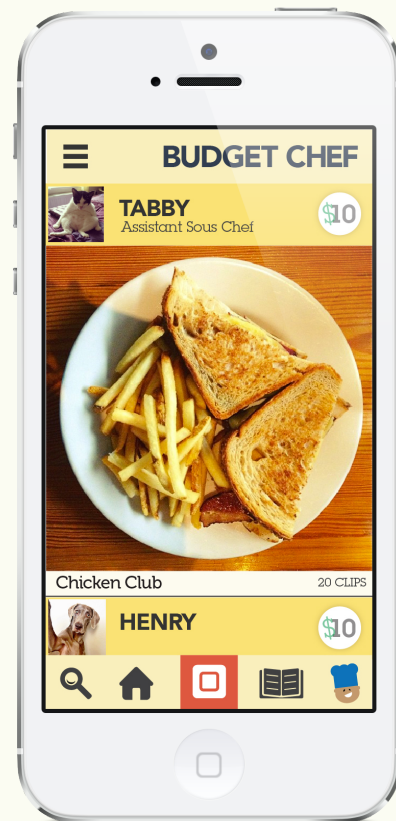 BUDGET CHEF
TABBY
Assistant Sous Chef
$10
Chicken Club
20 CLIPS
HENRY
$10